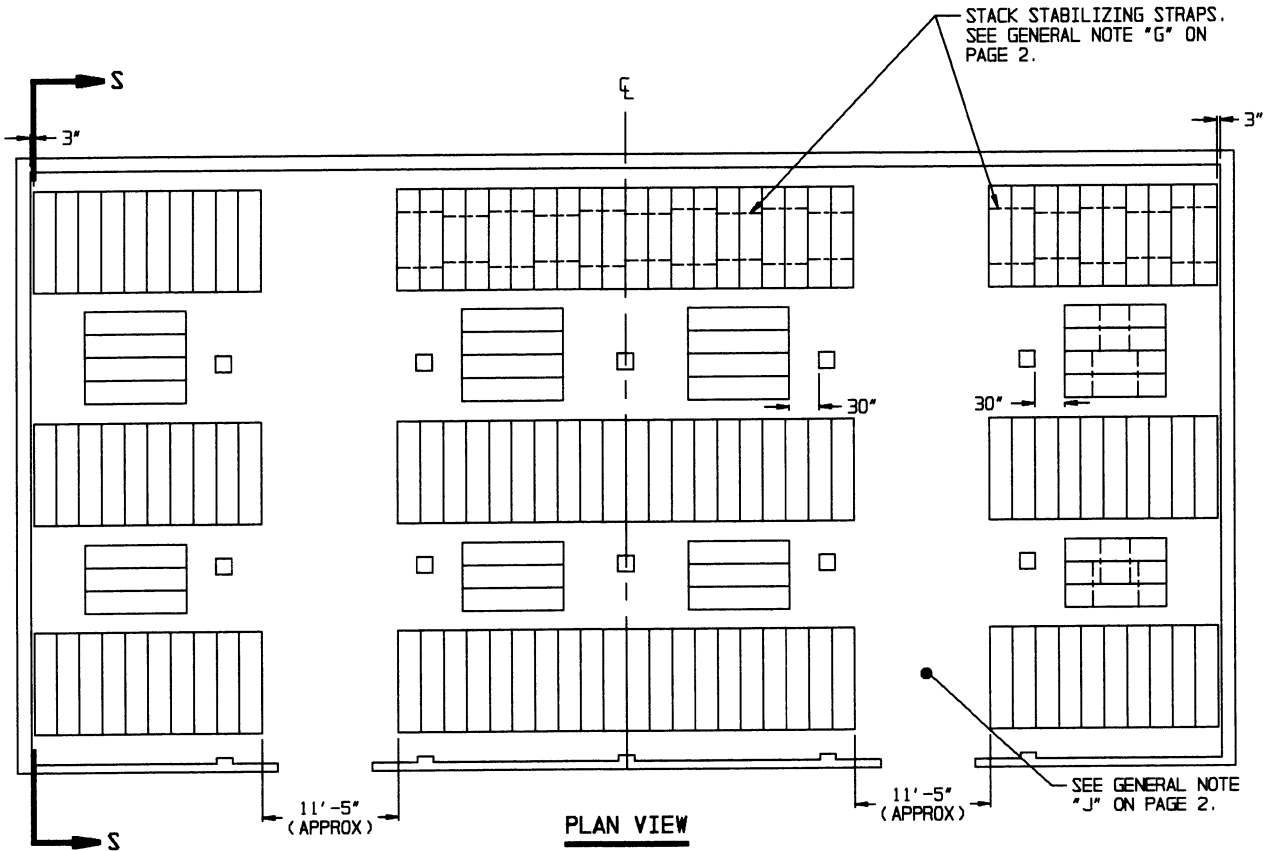 STACK STABILIZING STRAPS.
SEE GENERAL NOTE "G" ON
PAGE 2.
S
℄
3"
3"
30"
30"
SEE GENERAL NOTE
"J" ON PAGE 2.
11'-5"
(APPROX)
11'-5"
(APPROX)
PLAN VIEW
S